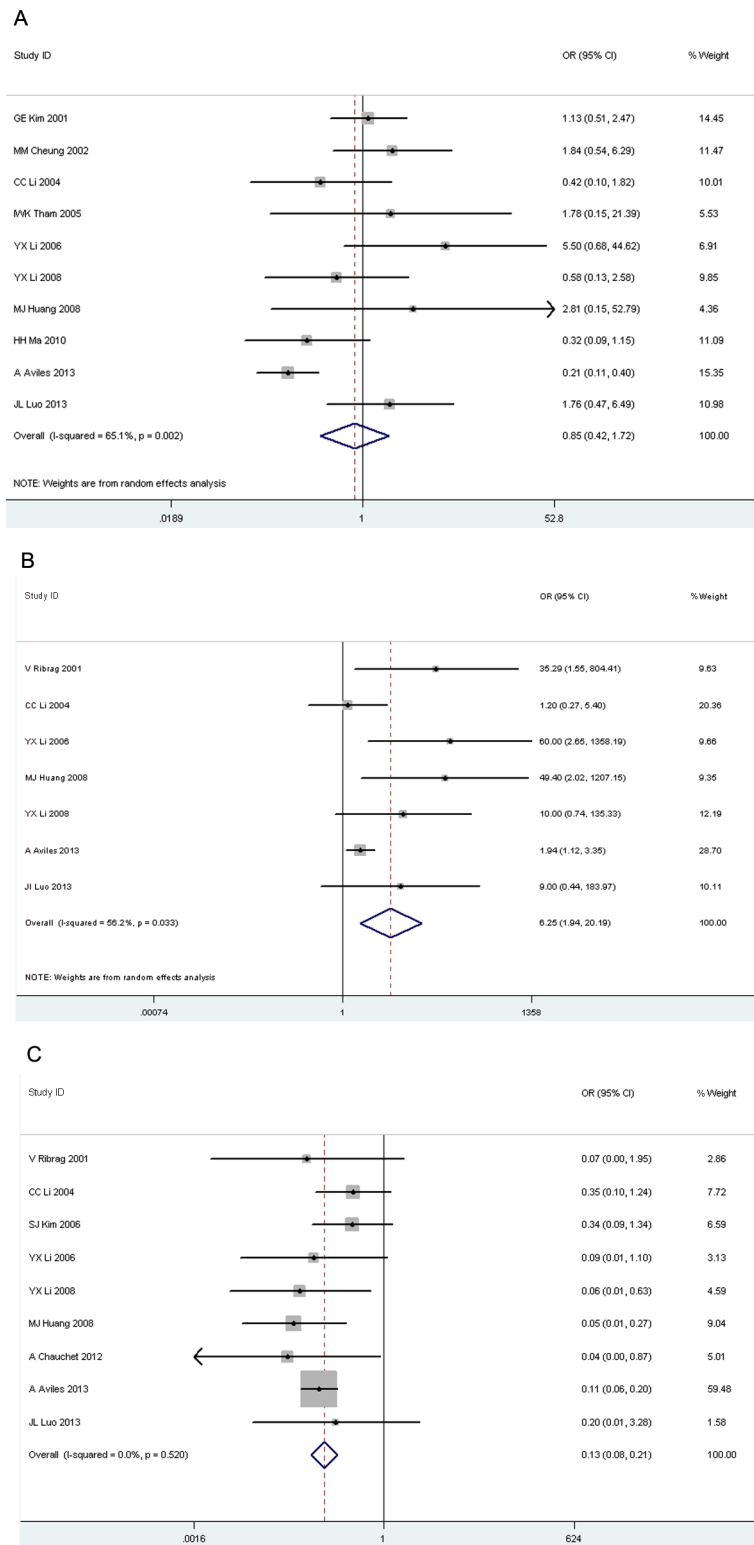 A
Study ID OR (95% CI) % Weight
GE Kim 2001 1.13 (0.51, 2.47) 14.45
MM Cheung 2002 1.84 (0.54, 6.29) 11.47
CC Li 2004 0.42 (0.10, 1.82) 10.01
IWK Tham 2005 1.78 (0.15, 21.39) 5.53
YX Li 2006 5.50 (0.68, 44.62) 6.91
YX Li 2008 0.58 (0.13, 2.58) 9.85
MJ Huang 2008 2.81 (0.15, 52.79) 4.36
HH Ma 2010 0.32 (0.09, 1.15) 11.09
A Aviles 2013 0.21 (0.11, 0.40) 15.35
JL Luo 2013 1.76 (0.47, 6.49) 10.98
Overall (I-squared = 65.1%, p = 0.002) 0.85 (0.42, 1.72) 100.00
NOTE: Weights are from random effects analysis
.0189 1 52.8
B
Study ID OR (95% CI) % Weight
V Ribrag 2001 35.29 (1.55, 804.41) 9.63
CC Li 2004 1.20 (0.27, 5.40) 20.36
YX Li 2006 60.00 (2.65, 1358.19) 9.66
MJ Huang 2008 49.40 (2.02, 1207.15) 9.35
YX Li 2008 10.00 (0.74, 135.33) 12.19
A Aviles 2013 1.94 (1.12, 3.35) 28.70
Jl Luo 2013 9.00 (0.44, 183.97) 10.11
Overall (I-squared = 56.2%, p = 0.033) 6.25 (1.94, 20.19) 100.00
NOTE: Weights are from random effects analysis
.00074 1 1358
C
Study ID OR (95% CI) % Weight
V Ribrag 2001 0.07 (0.00, 1.95) 2.86
CC Li 2004 0.35 (0.10, 1.24) 7.72
SJ Kim 2006 0.34 (0.09, 1.34) 6.59
YX Li 2006 0.09 (0.01, 1.10) 3.13
YX Li 2008 0.06 (0.01, 0.63) 4.59
MJ Huang 2008 0.05 (0.01, 0.27) 9.04
A Chauchet 2012 0.04 (0.00, 0.87) 5.01
A Aviles 2013 0.11 (0.06, 0.20) 59.48
JL Luo 2013 0.20 (0.01, 3.28) 1.58
Overall (I-squared = 0.0%, p = 0.520) 0.13 (0.08, 0.21) 100.00
.0016 1 624